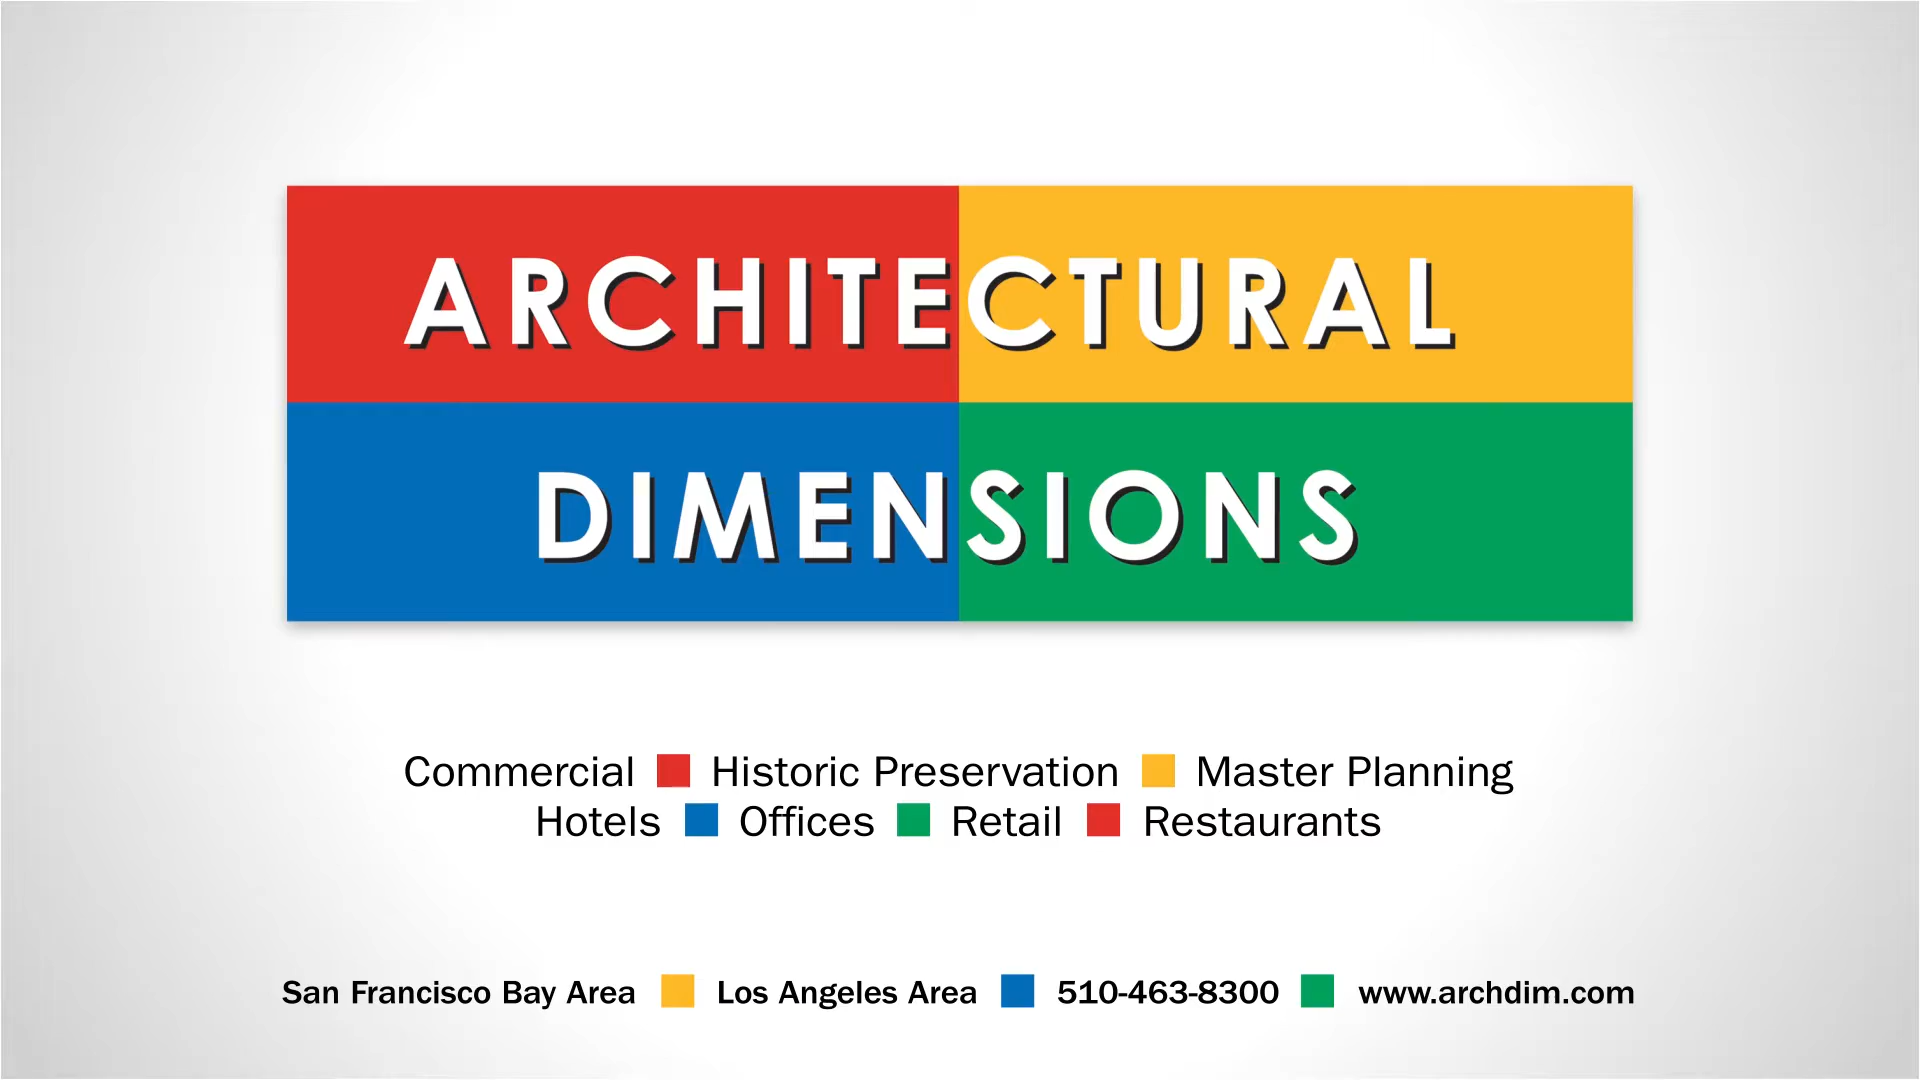 ARCHITECTURAL
DIMENSIONS
Commercial Historic Preservation Master Planning
Hotels Offices Retail Restaurants
San Francisco Bay Area Los Angeles Area 510-463-8300 www.archdim.com